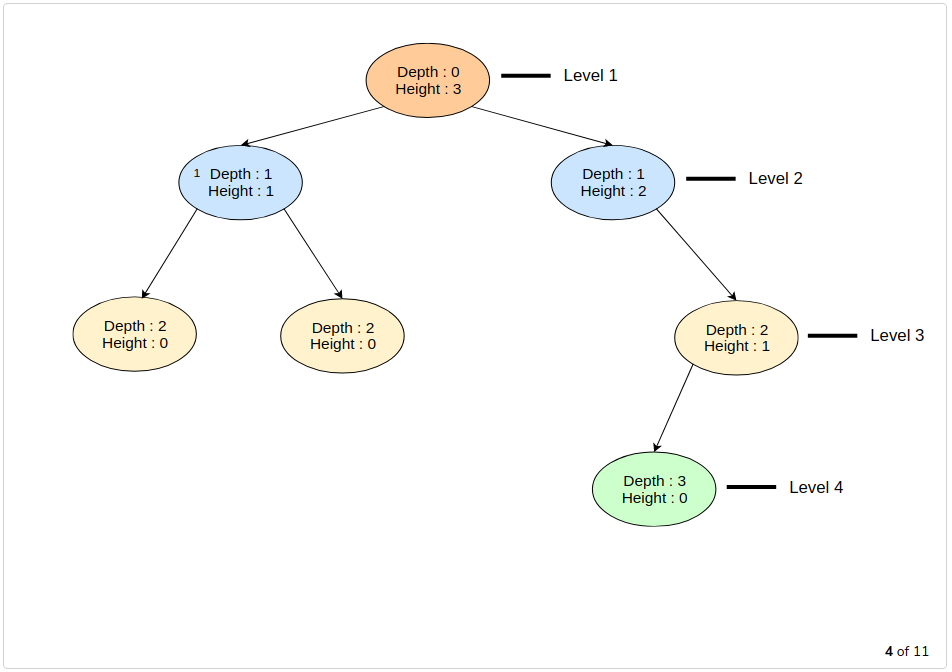 Depth : 0
Height : 3
Level 1
1 Depth : 1
Height : 1
Depth : 1
Height : 2
Level 2
Depth : 2
Height : 0
Depth : 2
Height : 0
Depth : 2
Height : 1
Level 3
Depth : 3
Height : 0
Level 4
4 of 11